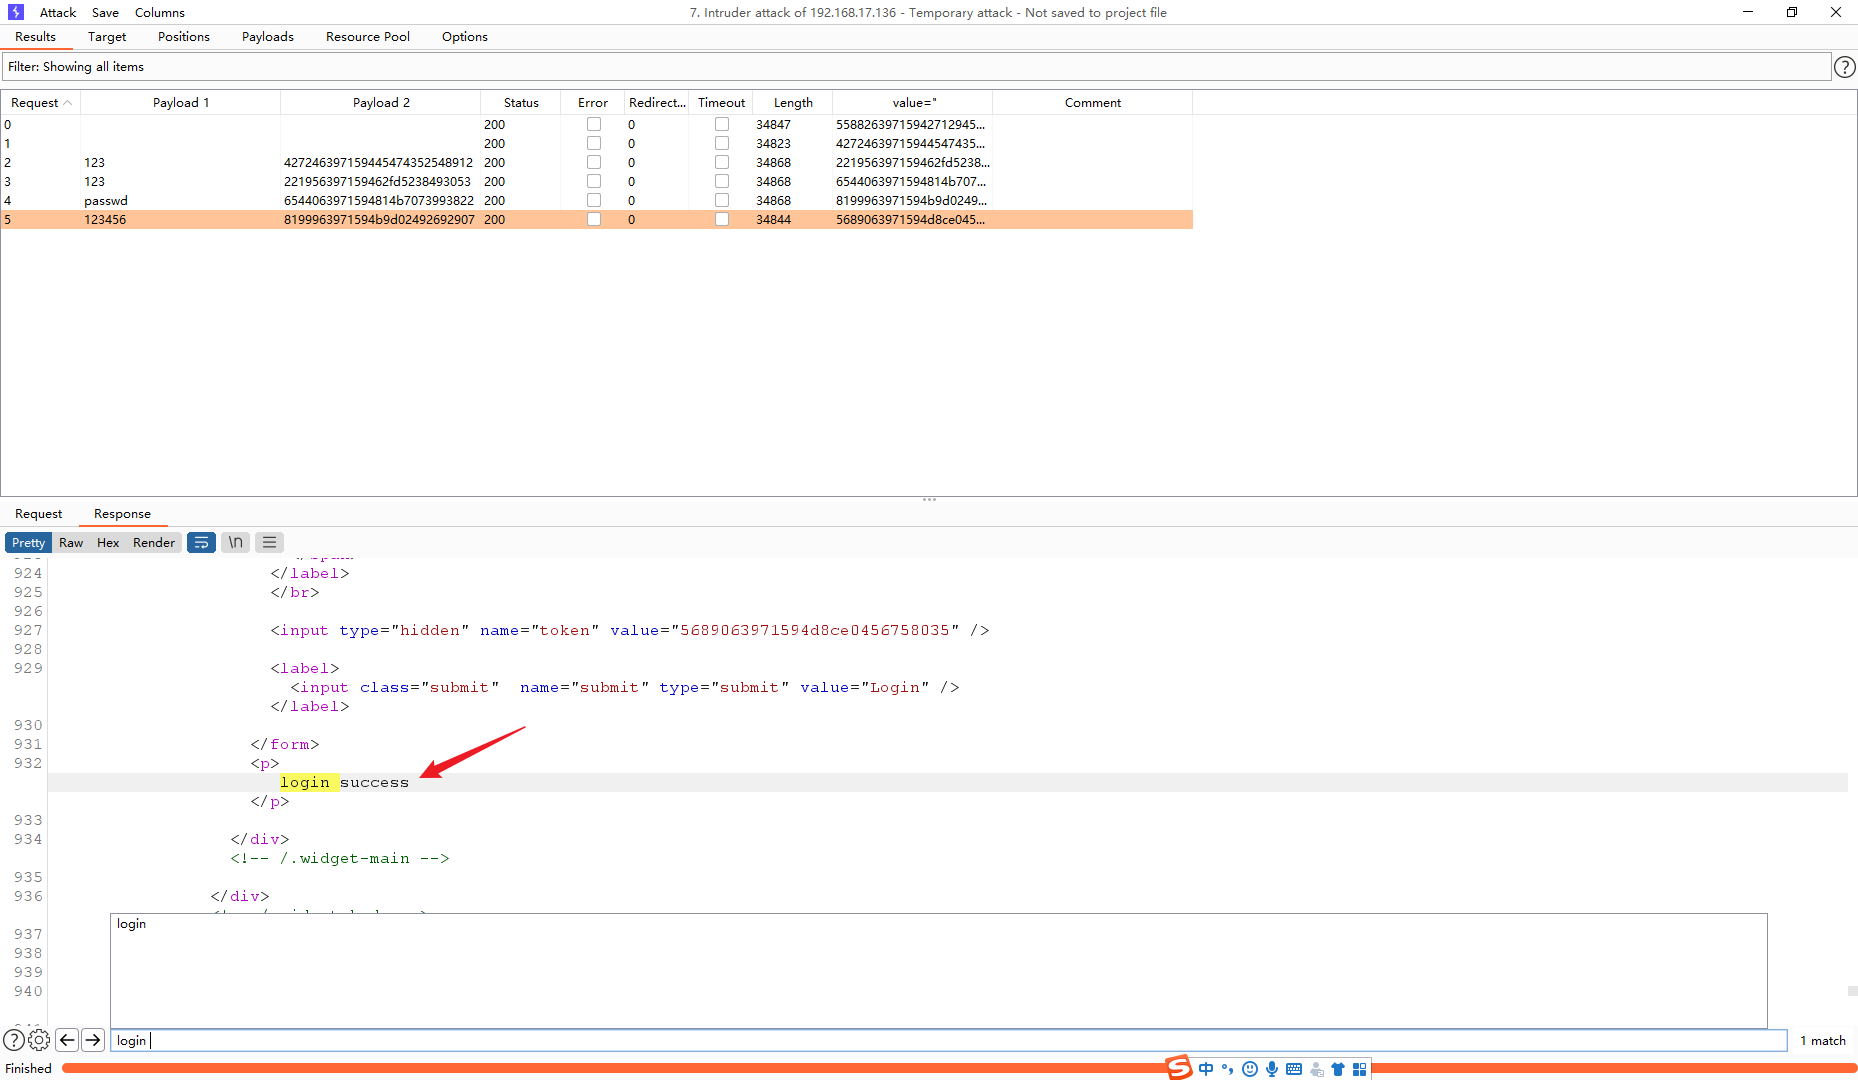 Attack Save Columns 7. Intruder attack of 192.168.17.136 - Temporary attack - Not saved to project file
Results Target Positions Payloads Resource Pool Options
Filter: Showing all items
Request Payload 1 Payload 2 Status Error Redirect... Timeout Length value=" Comment
0 200 0 34847 55882639715942712945...
1 200 0 34823 42724639715944547435...
2 123 4272463971594454743525489​12 200 0 34868 221956397159462fd5238...
3 123 221956397159462fd5238493053 200 0 34868 6544063971594814b707...
4 passwd 6544063971594814b7073993822 200 0 34868 8199963971594b9d0249...
5 123456 8199963971594b9d02492692907 200 0 34844 5689063971594d8ce045...
Request Response
Pretty Raw Hex Render \n
924 </label>
925 </br>
926
927 <input type="hidden" name="token" value="5689063971594d8ce0456758035" />
928
929 <label>
<input class="submit"  name="submit" type="submit" value="Login" />
</label>
930
931 </form>
932 <p>
login success
</p>
933
934 </div>
<!-- /.widget-main -->
935
936 </div>
937
938
939
940
login
login
1 match
Finished
中